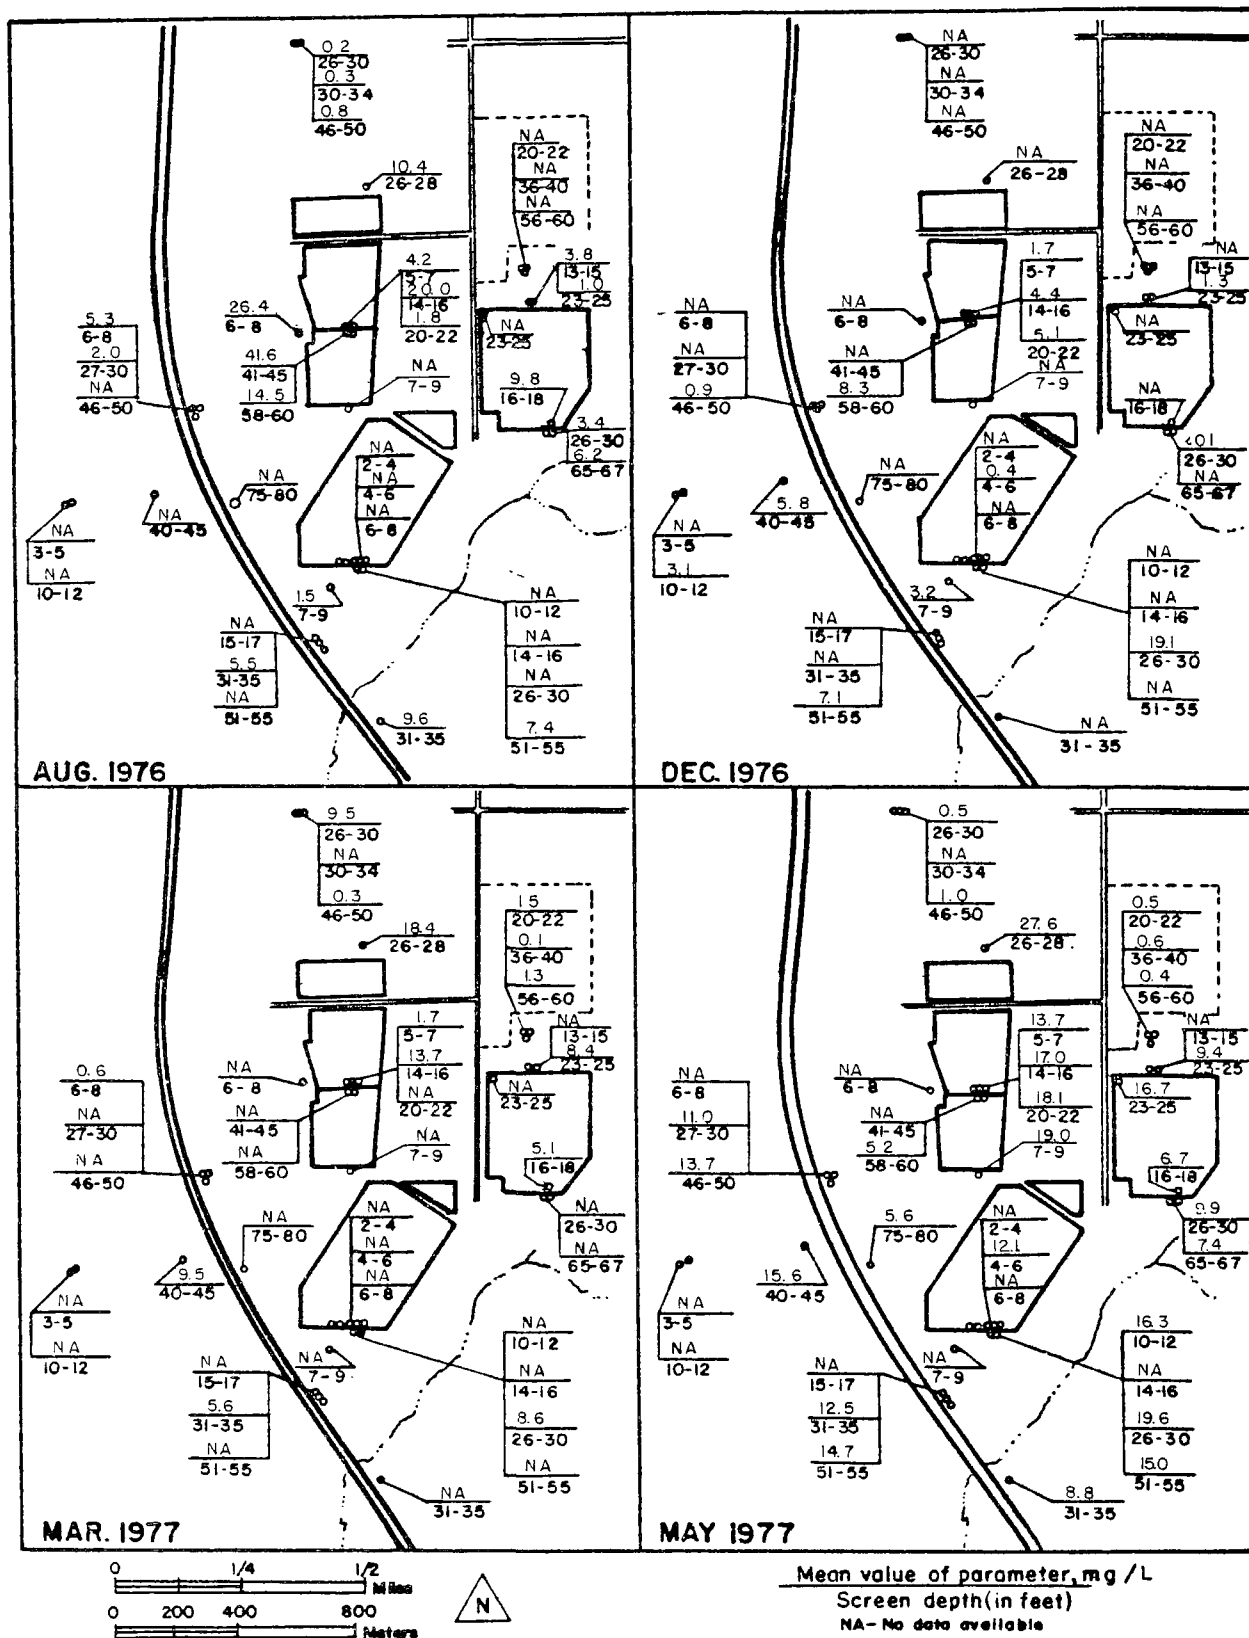 0.2
26-30
0.3
30-34
0.8
46-50
10.4
26-28
NA
20-22
NA
36-40
NA
56-60
4.2
5-7
20.0
14-16
1.8
20-22
3.8
13-15
1.0
23-25
26.4
6-8
NA
23-25
5.3
6-8
2.0
27-30
NA
46-50
41.6
41-45
14.5
58-60
NA
7-9
9.8
16-18
3.4
26-30
6.2
65-67
NA
2-4
NA
4-6
NA
6-8
NA
75-80
NA
40-45
NA
3-5
NA
10-12
1.5
7-9
NA
10-12
NA
14-16
NA
26-30
7.4
51-55
NA
15-17
5.5
31-35
NA
51-55
9.6
31-35
AUG. 1976
NA
26-30
NA
30-34
NA
46-50
NA
26-28
NA
20-22
NA
36-40
NA
56-60
1.7
5-7
4.4
14-16
5.1
20-22
NA
13-15
1.3
23-25
NA
6-8
NA
23-25
NA
6-8
NA
27-30
0.9
46-50
NA
41-45
8.3
58-60
NA
7-9
NA
16-18
26-30
NA
65-67
NA
2-4
0.4
4-6
NA
6-8
NA
75-80
5.8
40-45
NA
3-5
3.1
10-12
3.2
7-9
NA
10-12
NA
14-16
19.1
26-30
NA
51-55
NA
15-17
NA
31-35
7.1
51-55
NA
31-35
DEC. 1976
9.5
26-30
NA
30-34
0.3
46-50
18.4
26-28
1.5
20-22
0.1
36-40
1.3
56-60
1.7
5-7
13.7
14-16
NA
20-22
NA
13-15
8.4
23-25
NA
6-8
NA
23-25
0.6
6-8
NA
27-30
NA
46-50
NA
41-45
NA
58-60
NA
7-9
5.1
16-18
NA
26-30
NA
65-67
NA
2-4
NA
4-6
NA
6-8
NA
75-80
9.5
40-45
NA
3-5
NA
10-12
NA
7-9
NA
10-12
NA
14-16
8.6
26-30
NA
51-55
NA
15-17
5.6
31-35
NA
51-55
NA
31-35
MAR. 1977
0.5
26-30
NA
30-34
1.0
46-50
27.6
26-28
0.5
20-22
0.6
36-40
0.4
56-60
13.7
5-7
17.0
14-16
18.1
20-22
NA
13-15
9.4
23-25
NA
6-8
16.7
23-25
NA
6-8
11.0
27-30
13.7
46-50
NA
41-45
5.2
58-60
19.0
7-9
6.7
16-18
9.9
26-30
7.4
65-67
NA
2-4
12.1
4-6
NA
6-8
5.6
75-80
15.6
40-45
NA
3-5
NA
10-12
NA
7-9
16.3
10-12
NA
14-16
19.6
26-30
15.0
51-55
NA
15-17
12.5
31-35
14.7
51-55
8.8
31-35
MAY 1977
0 1/4 1/2
Miles
0 200 400 800
Meters
N
Mean value of parameter, mg/L
Screen depth(in feet)
NA-No data available